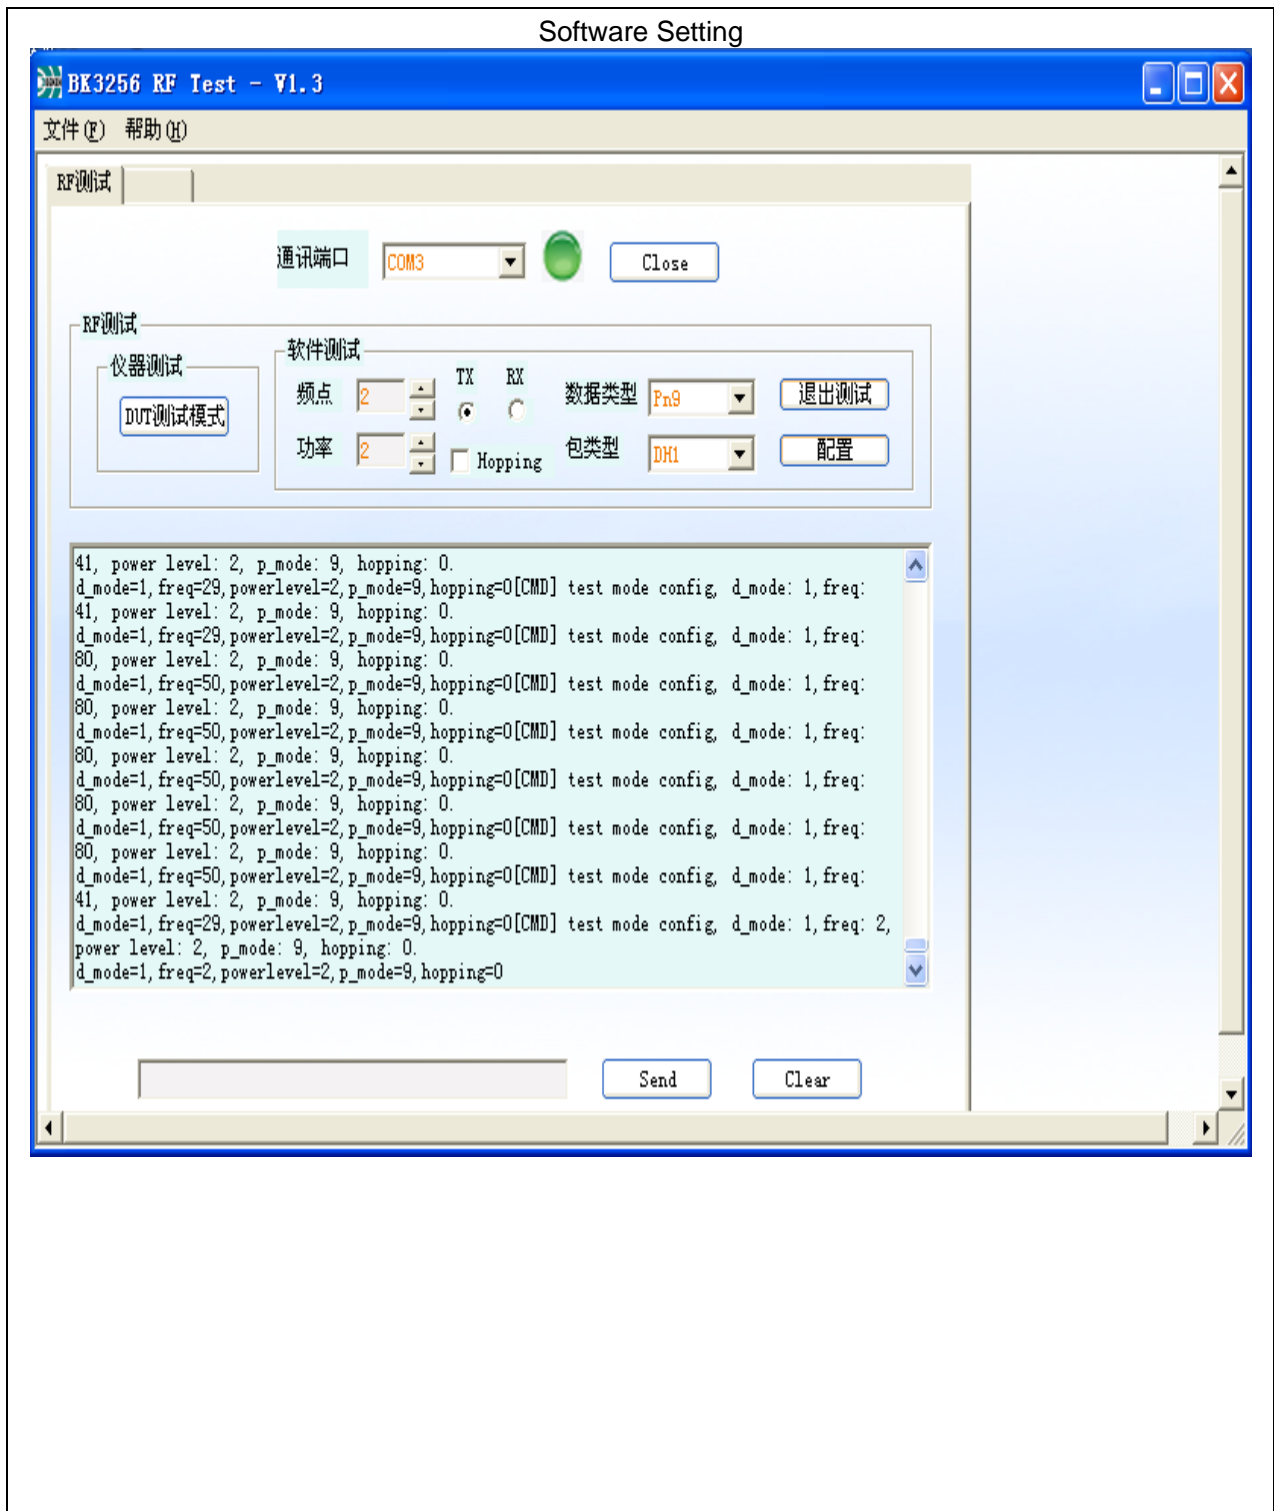 Software Setting
BK3256 RF Test - V1.3
文件(F) 帮助(H)
RF测试
通讯端口 COM3 Close
RF测试
仪器测试
DUT测试模式
软件测试
频点 2 TX RX 数据类型 Pn9 退出测试
功率 2 Hopping 包类型 DH1 配置
41, power level: 2, p_mode: 9, hopping: 0.
d_mode=1,freq=29,powerlevel=2,p_mode=9,hopping=0[CMD] test mode config, d_mode: 1,freq:
41, power level: 2, p_mode: 9, hopping: 0.
d_mode=1,freq=29,powerlevel=2,p_mode=9,hopping=0[CMD] test mode config, d_mode: 1,freq:
80, power level: 2, p_mode: 9, hopping: 0.
d_mode=1,freq=50,powerlevel=2,p_mode=9,hopping=0[CMD] test mode config, d_mode: 1,freq:
80, power level: 2, p_mode: 9, hopping: 0.
d_mode=1,freq=50,powerlevel=2,p_mode=9,hopping=0[CMD] test mode config, d_mode: 1,freq:
80, power level: 2, p_mode: 9, hopping: 0.
d_mode=1,freq=50,powerlevel=2,p_mode=9,hopping=0[CMD] test mode config, d_mode: 1,freq:
80, power level: 2, p_mode: 9, hopping: 0.
d_mode=1,freq=50,powerlevel=2,p_mode=9,hopping=0[CMD] test mode config, d_mode: 1,freq:
80, power level: 2, p_mode: 9, hopping: 0.
d_mode=1,freq=50,powerlevel=2,p_mode=9,hopping=0[CMD] test mode config, d_mode: 1,freq:
41, power level: 2, p_mode: 9, hopping: 0.
d_mode=1,freq=29,powerlevel=2,p_mode=9,hopping=0[CMD] test mode config, d_mode: 1,freq: 2,
power level: 2, p_mode: 9, hopping: 0.
d_mode=1,freq=2,powerlevel=2,p_mode=9,hopping=0
Send Clear